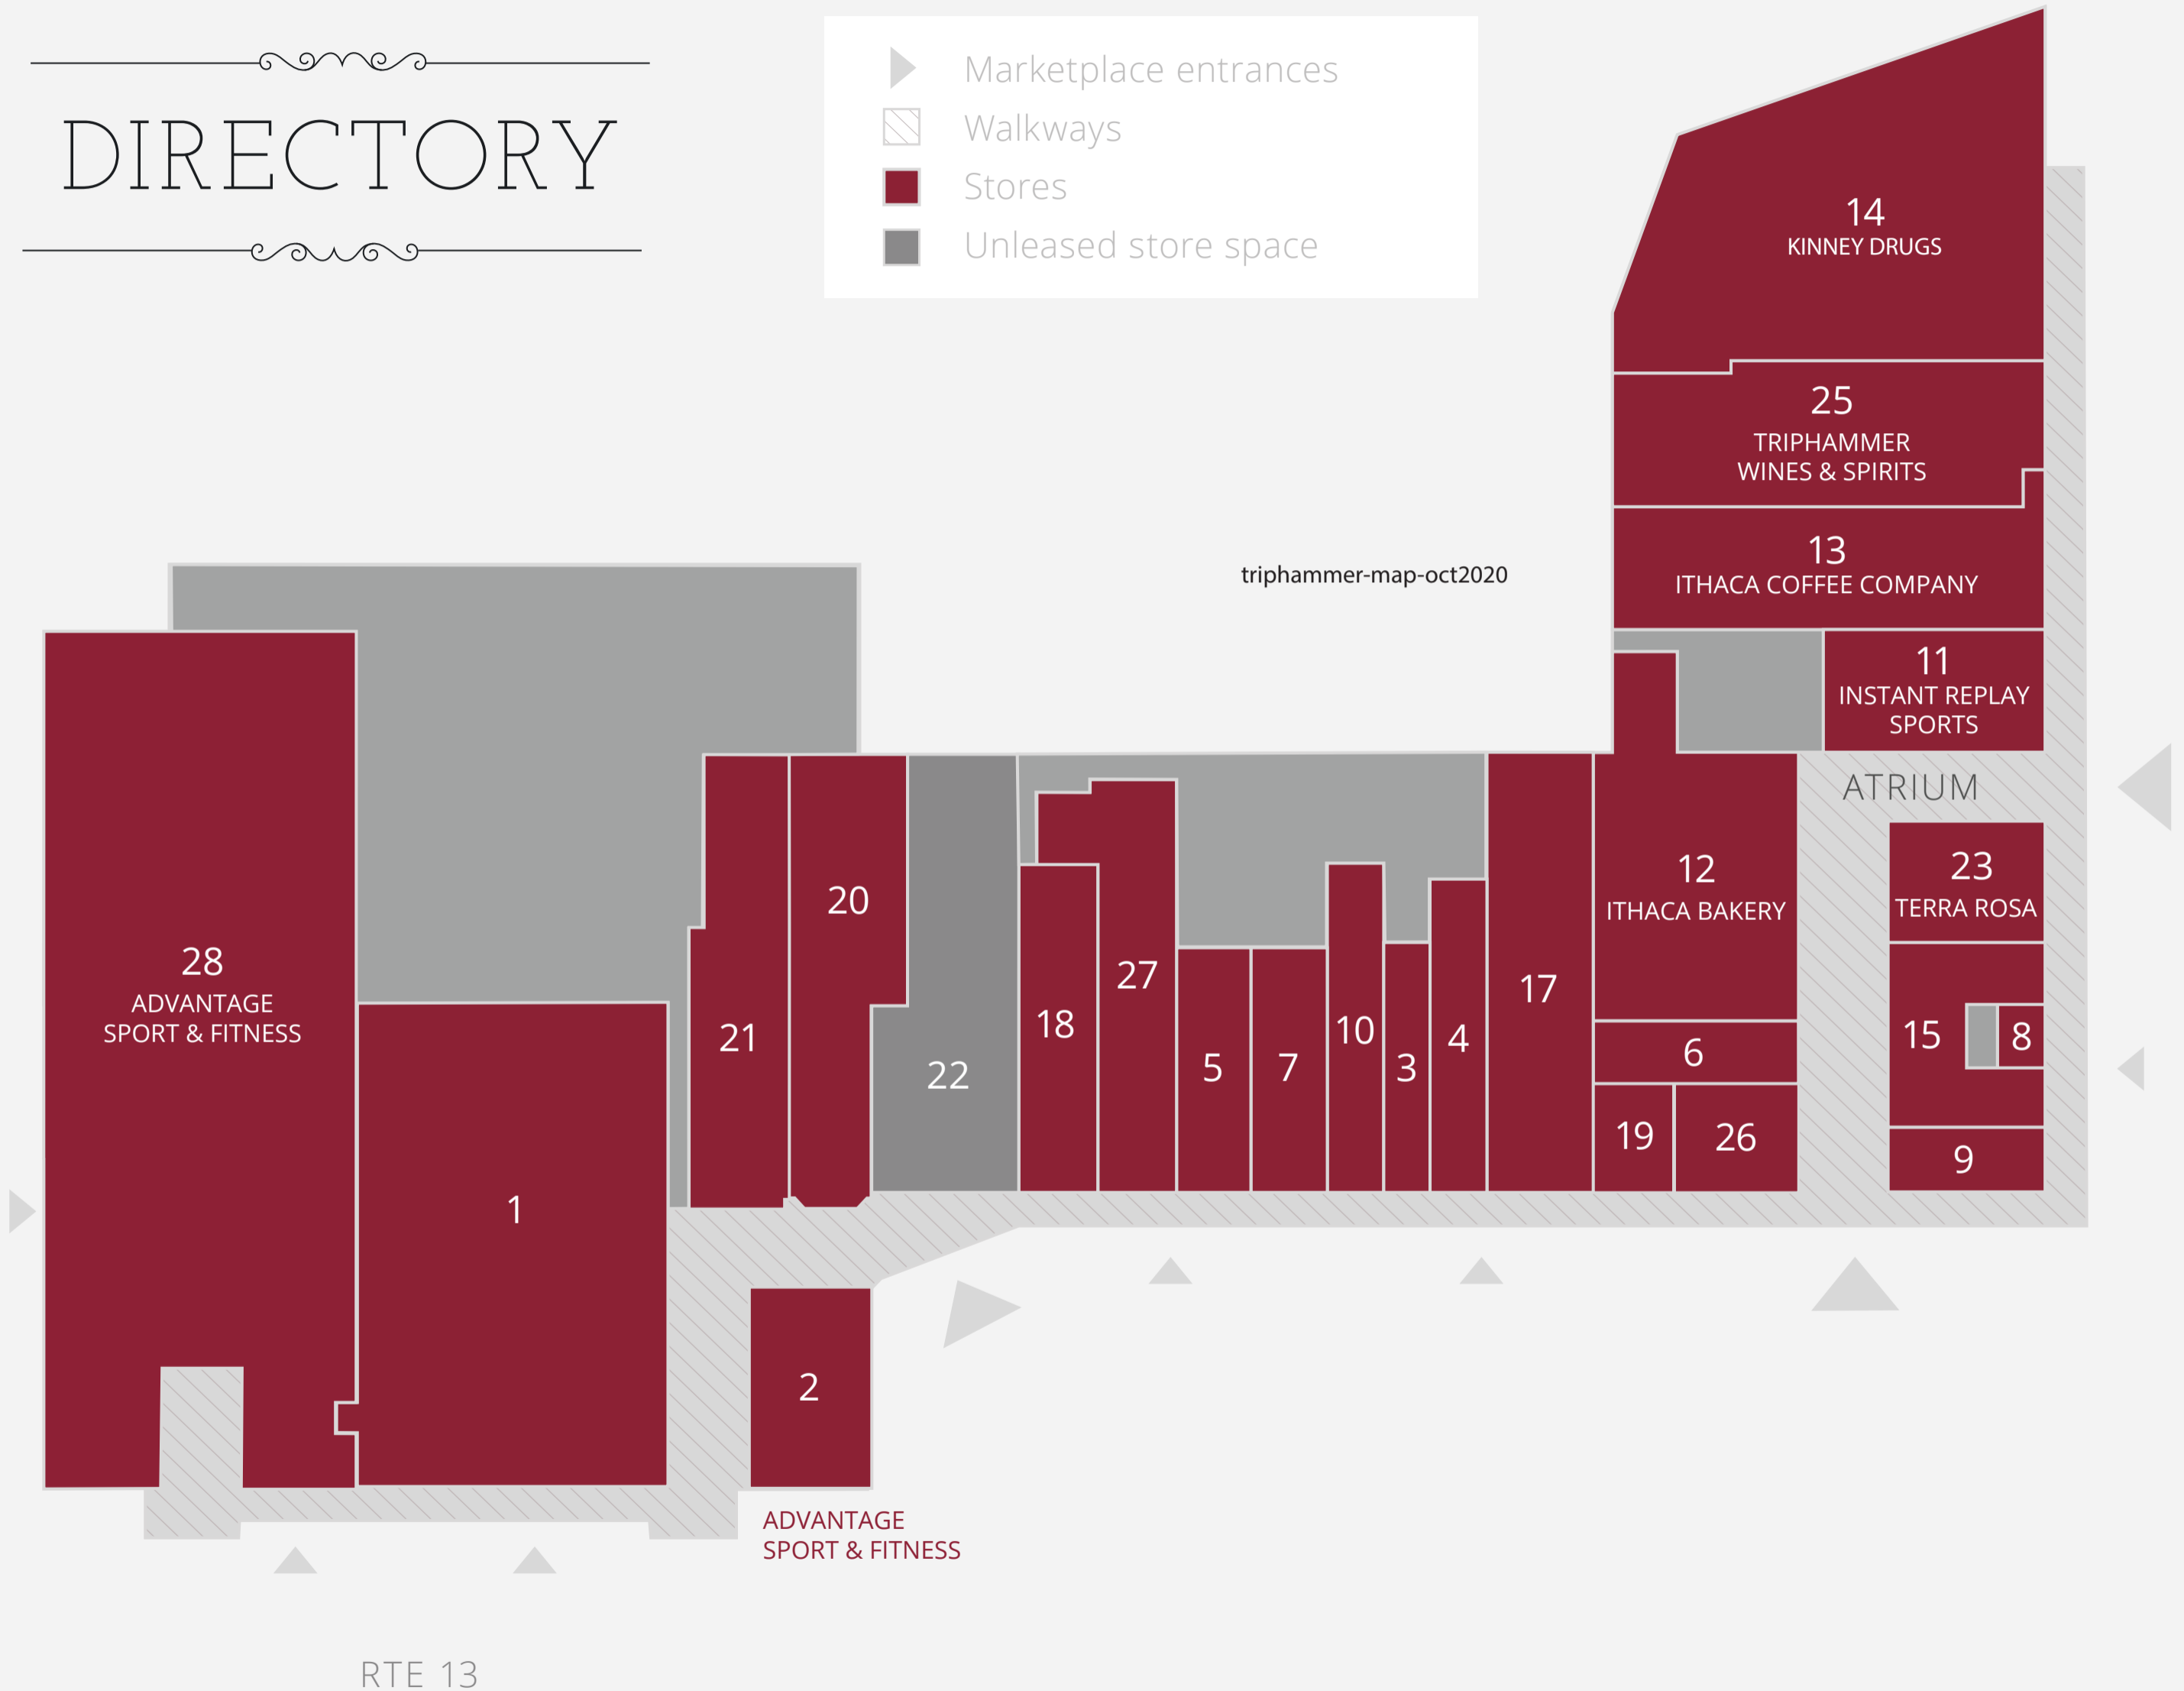 DIRECTORY
Marketplace entrances
Walkways
Stores
Unleased store space
14
KINNEY DRUGS
25
TRIPHAMMER
WINES & SPIRITS
triphammer-map-oct2020
13
ITHACA COFFEE COMPANY
11
INSTANT REPLAY
SPORTS
ATRIUM
28
ADVANTAGE
SPORT & FITNESS
1
21
20
22
18
27
5
7
10
3
4
17
12
ITHACA BAKERY
6
19
26
23
TERRA ROSA
15
8
9
2
ADVANTAGE
SPORT & FITNESS
RTE 13